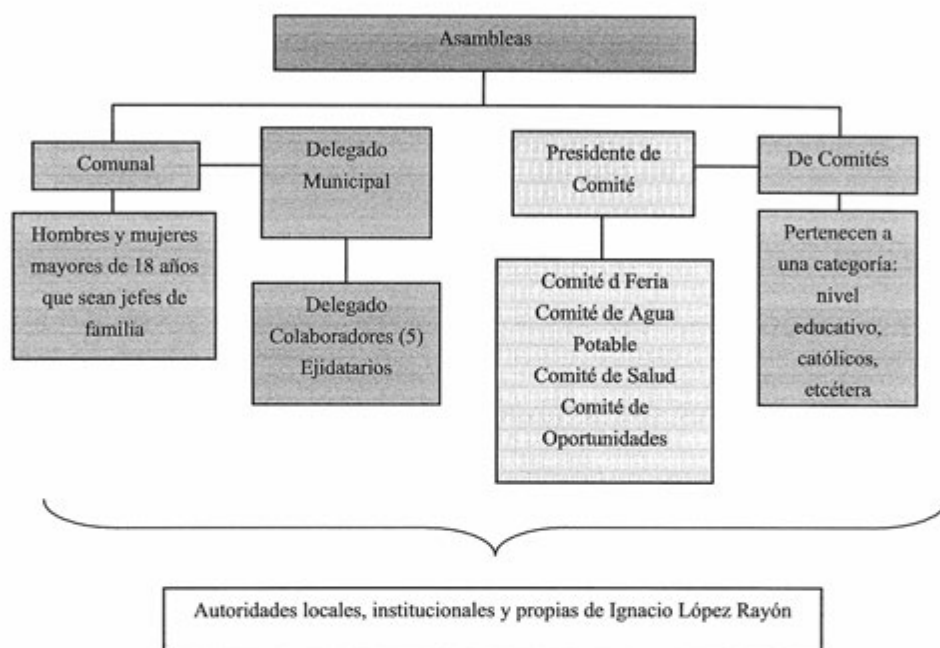 Asambleas
Comunal
Delegado
Municipal
Presidente de
Comité
De Comités
Hombres y mujeres
mayores de 18 años
que sean jefes de
familia
Delegado
Colaboradores (5)
Ejidatarios
Comité d Feria
Comité de Agua
Potable
Comité de Salud
Comité de
Oportunidades
Pertenecen a
una categoría:
nivel
educativo,
católicos,
etcétera
Autoridades locales, institucionales y propias de Ignacio López Rayón